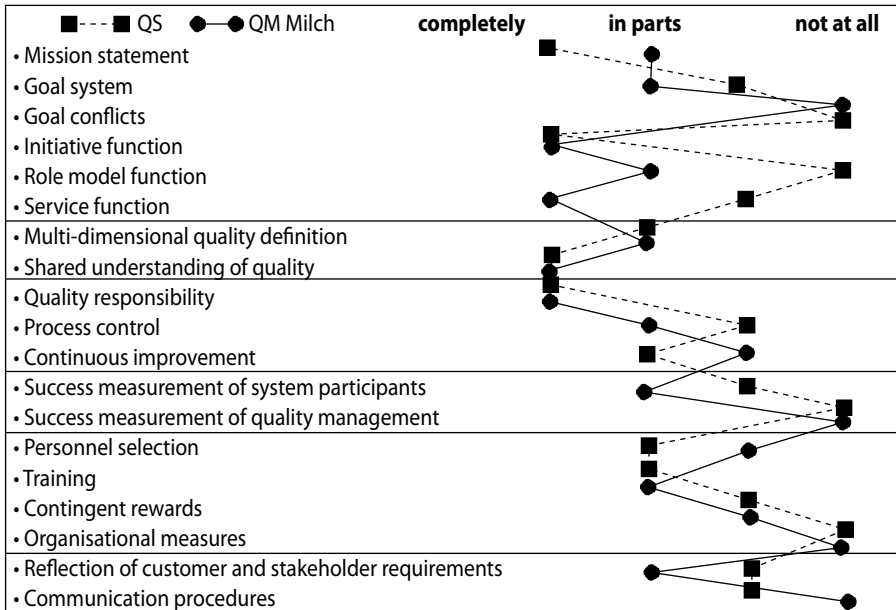 QS QM Milch completely in parts not at all
• Mission statement
• Goal system
• Goal conflicts
• Initiative function
• Role model function
• Service function
• Multi-dimensional quality definition
• Shared understanding of quality
• Quality responsibility
• Process control
• Continuous improvement
• Success measurement of system participants
• Success measurement of quality management
• Personnel selection
• Training
• Contingent rewards
• Organisational measures
• Reflection of customer and stakeholder requirements
• Communication procedures